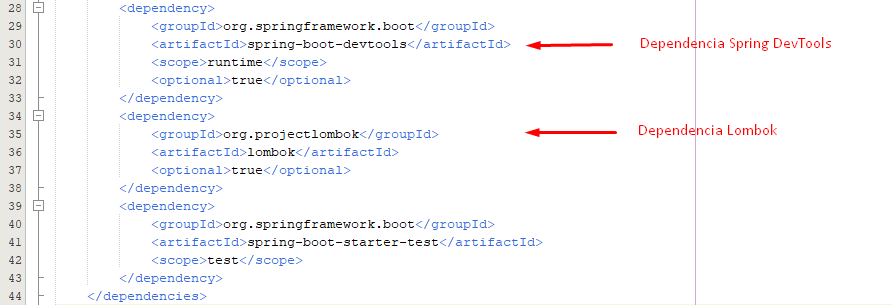 28 <dependency>
29 <groupId>org.springframework.boot</groupId>
30 <artifactId>spring-boot-devtools</artifactId> Dependencia Spring DevTools
31 <scope>runtime</scope>
32 <optional>true</optional>
33 </dependency>
34 <dependency>
35 <groupId>org.projectlombok</groupId> Dependencia Lombok
36 <artifactId>lombok</artifactId>
37 <optional>true</optional>
38 </dependency>
39 <dependency>
40 <groupId>org.springframework.boot</groupId>
41 <artifactId>spring-boot-starter-test</artifactId>
42 <scope>test</scope>
43 </dependency>
44 </dependencies>